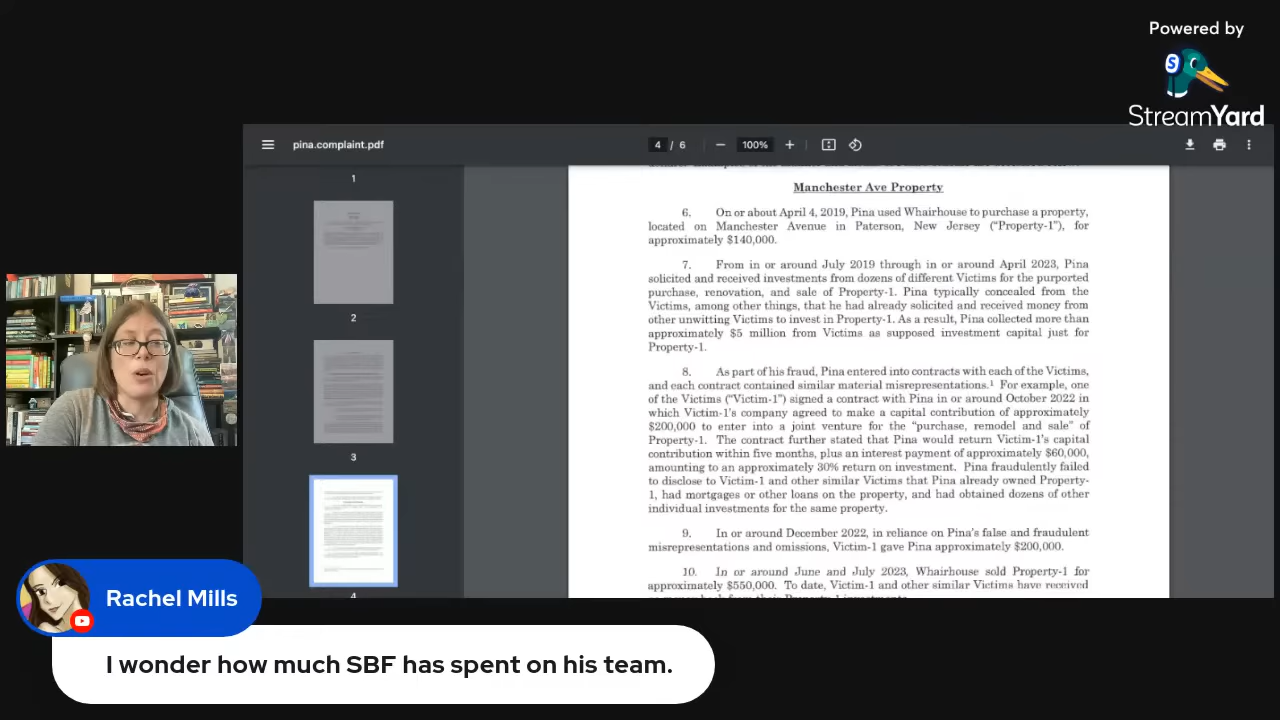 Powered by
StreamYard
pina.complaint.pdf
4 / 6
100%
1
2
3
4
Manchester Ave Property
6. On or about April 4, 2019, Pina used Whairhouse to purchase a property,
located on Manchester Avenue in Paterson, New Jersey (“Property-1”), for
approximately $140,000.
7. From in or around July 2019 through in or around April 2023, Pina
solicited and received investments from dozens of different Victims for the purported
purchase, renovation, and sale of Property-1. Pina typically concealed from the
Victims, among other things, that he had already solicited and received money from
other unwitting Victims to invest in Property-1. As a result, Pina collected more than
approximately $5 million from Victims as supposed investment capital just for
Property-1.
8. As part of his fraud, Pina entered into contracts with each of the Victims,
and each contract contained similar material misrepresentations.¹ For example, one
of the Victims (“Victim-1”) signed a contract with Pina in or around October 2022 in
which Victim-1’s company agreed to make a capital contribution of approximately
$200,000 to enter into a joint venture for the “purchase, remodel and sale” of
Property-1. The contract further stated that Pina would return Victim-1’s capital
contribution within five months, plus an interest payment of approximately $60,000,
amounting to an approximately 30% return on investment. Pina fraudulently failed
to disclose to Victim-1 and other similar Victims that Pina already owned Property-
1, had mortgages or other loans on the property, and had obtained dozens of other
individual investments for the same property.
9. In or around December 2022, in reliance on Pina’s false and fraudulent
misrepresentations and omissions, Victim-1 gave Pina approximately $200,000.
10. In or around June and July 2023, Whairhouse sold Property-1 for
approximately $550,000. To date, Victim-1 and other similar Victims have received
Rachel Mills
I wonder how much SBF has spent on his team.